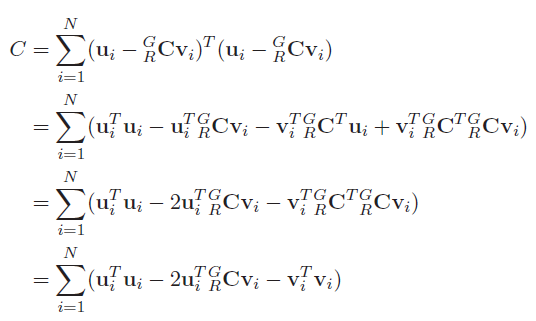 C = \sum_{i=1}^{N} (\mathbf{u}_i - {}^{G}_{R}\mathbf{C}\mathbf{v}_i)^T (\mathbf{u}_i - {}^{G}_{R}\mathbf{C}\mathbf{v}_i)
= \sum_{i=1}^{N} (\mathbf{u}_i^T \mathbf{u}_i - \mathbf{u}_i^T {}^{G}_{R}\mathbf{C}\mathbf{v}_i - \mathbf{v}_i^T {}^{G}_{R}\mathbf{C}^T \mathbf{u}_i + \mathbf{v}_i^T {}^{G}_{R}\mathbf{C}^T {}^{G}_{R}\mathbf{C}\mathbf{v}_i)
= \sum_{i=1}^{N} (\mathbf{u}_i^T \mathbf{u}_i - 2\mathbf{u}_i^T {}^{G}_{R}\mathbf{C}\mathbf{v}_i - \mathbf{v}_i^T {}^{G}_{R}\mathbf{C}^T {}^{G}_{R}\mathbf{C}\mathbf{v}_i)
= \sum_{i=1}^{N} (\mathbf{u}_i^T \mathbf{u}_i - 2\mathbf{u}_i^T {}^{G}_{R}\mathbf{C}\mathbf{v}_i - \mathbf{v}_i^T \mathbf{v}_i)